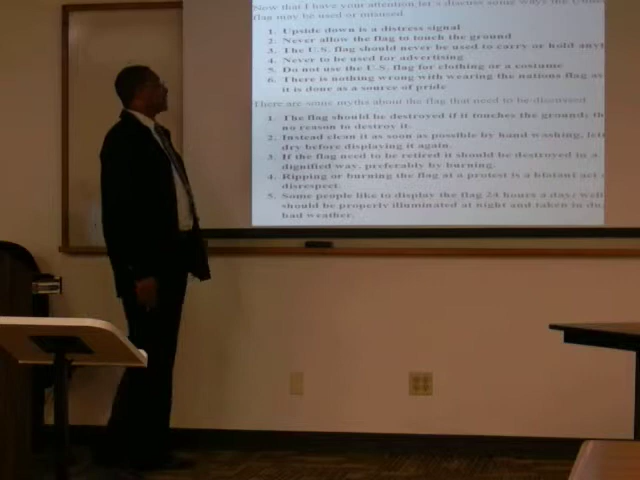 Now that I have your attention let's discuss some ways the Unit
flag may be used or misused
1. Upside down is a distress signal
2. Never allow the flag to touch the ground
3. The U.S. flag should never be used to carry or hold anyt
4. Never to be used for advertising
5. Do not use the U.S. flag for clothing or a costume
6. There is nothing wrong with wearing the nations flag as
it is done as a source of pride
There are some myths about the flag that need to be discussed
1. The flag should be destroyed if it touches the ground; th
no reason to destroy it.
2. Instead clean it as soon as possible by hand washing, leti
dry before displaying it again.
3. If the flag need to be retired it should be destroyed in a
dignified way, preferably by burning.
4. Ripping or burning the flag at a protest is a blatant act
disrespect.
5. Some people like to display the flag 24 hours a day; well
should be properly illuminated at night and taken in du
bad weather.